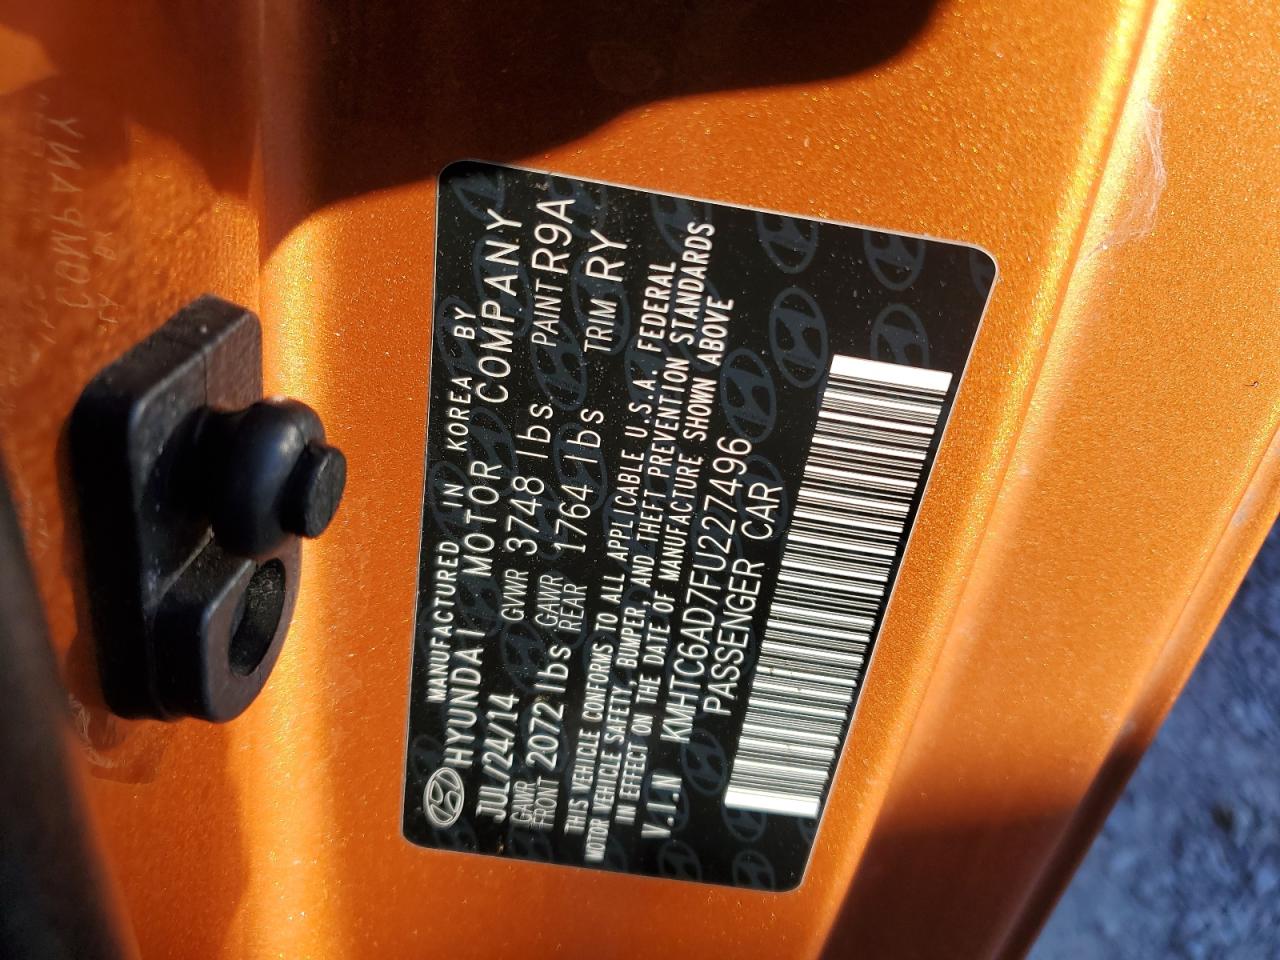 MANUFACTURED IN KOREA BY
HYUNDAI MOTOR COMPANY
JUL/24/14 GVWR 3748 lbs PAINT R9A
GAWR FRONT 2072 lbs GAWR REAR 1764 lbs TRIM RY
THIS VEHICLE CONFORMS TO ALL APPLICABLE U.S.A. FEDERAL
MOTOR VEHICLE SAFETY, BUMPER, AND THEFT PREVENTION STANDARDS
IN EFFECT ON THE DATE OF MANUFACTURE SHOWN ABOVE
V.I.N KMHTC6AD7FU227496
PASSENGER CAR